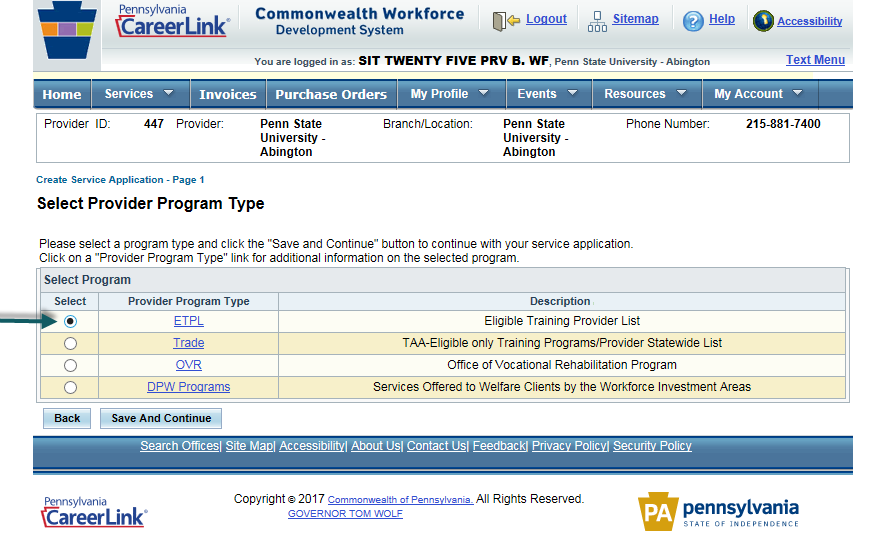 Pennsylvania
CareerLink®
Commonwealth Workforce
Development System
Logout
Sitemap
Help
Accessibility
You are logged in as: SIT TWENTY FIVE PRV B. WF, Penn State University - Abington
Text Menu
Home Services Invoices Purchase Orders My Profile Events Resources My Account
Provider ID: 447 Provider: Penn State University - Abington Branch/Location: Penn State University - Abington Phone Number: 215-881-7400
Create Service Application - Page 1
Select Provider Program Type
Please select a program type and click the "Save and Continue" button to continue with your service application.
Click on a "Provider Program Type" link for additional information on the selected program.
Select Program
Select Provider Program Type Description
ETPL Eligible Training Provider List
Trade TAA-Eligible only Training Programs/Provider Statewide List
OVR Office of Vocational Rehabilitation Program
DPW Programs Services Offered to Welfare Clients by the Workforce Investment Areas
Back Save And Continue
Search Offices| Site Map| Accessibility| About Us| Contact Us| Feedback| Privacy Policy| Security Policy
Pennsylvania
CareerLink®
Copyright © 2017 Commonwealth of Pennsylvania. All Rights Reserved.
GOVERNOR TOM WOLF
PA pennsylvania
STATE OF INDEPENDENCE